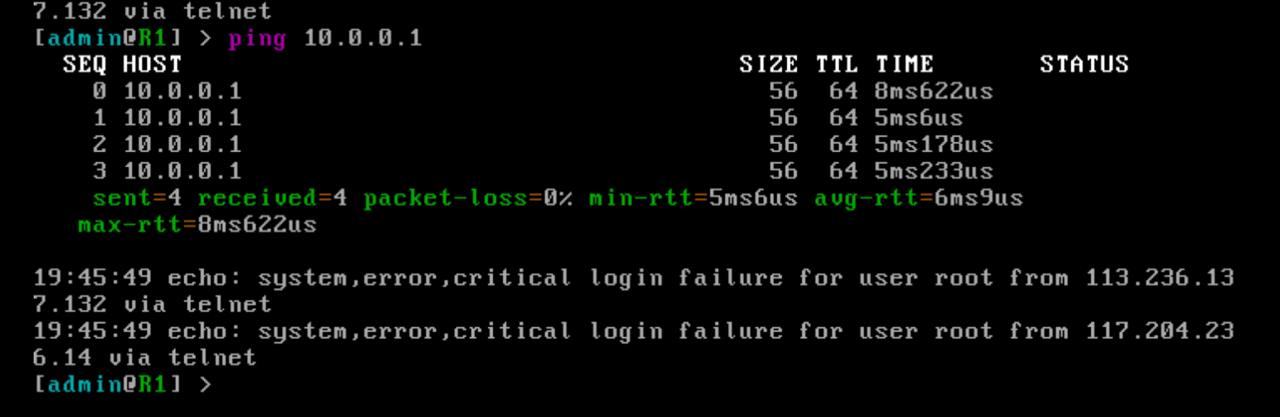 7.132 via telnet
[admin@R1] > ping 10.0.0.1
SEQ HOST SIZE TTL TIME STATUS
0 10.0.0.1 56 64 8ms622us
1 10.0.0.1 56 64 5ms6us
2 10.0.0.1 56 64 5ms178us
3 10.0.0.1 56 64 5ms233us
sent=4 received=4 packet-loss=0% min-rtt=5ms6us avg-rtt=6ms9us
max-rtt=8ms622us
19:45:49 echo: system,error,critical login failure for user root from 113.236.13
7.132 via telnet
19:45:49 echo: system,error,critical login failure for user root from 117.204.23
6.14 via telnet
[admin@R1] >